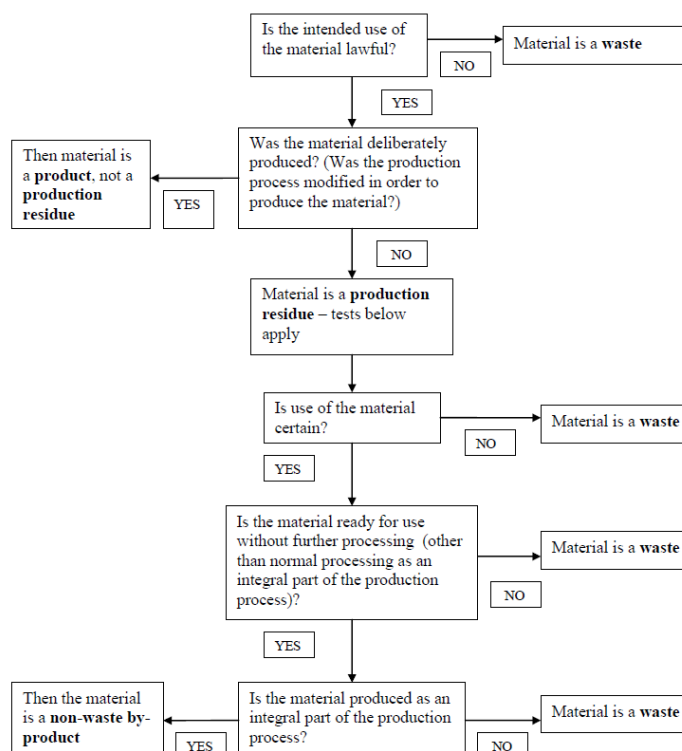 Is the intended use of
the material lawful?
NO
Material is a waste
YES
Was the material deliberately
produced? (Was the production
process modified in order to
produce the material?)
YES
Then material is
a product, not a
production
residue
NO
Material is a production
residue – tests below
apply
Is use of the material
certain?
NO
Material is a waste
YES
Is the material ready for use
without further processing (other
than normal processing as an
integral part of the production
process)?
NO
Material is a waste
YES
Is the material produced as an
integral part of the production
process?
YES
Then the material
is a non-waste by-
product
NO
Material is a waste